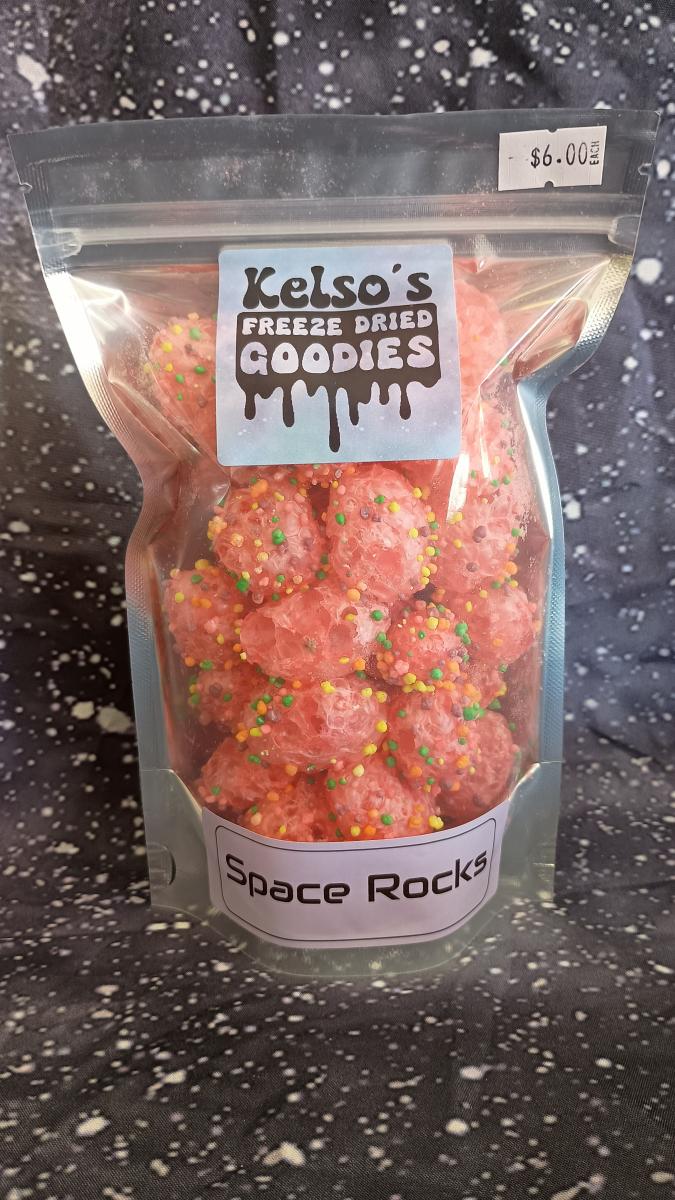 $6.00 EACH
Kelso's
FREEZE DRIED
GOODIES
Space Rocks